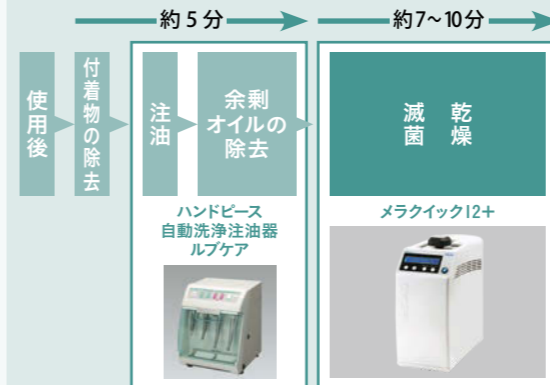 約5分
約7～10分
使用後
付着物の除去
注油
余剰
オイルの
除去
滅菌
乾燥
ハンドピース
自動洗浄注油器
ルブケア
メラクイック12+